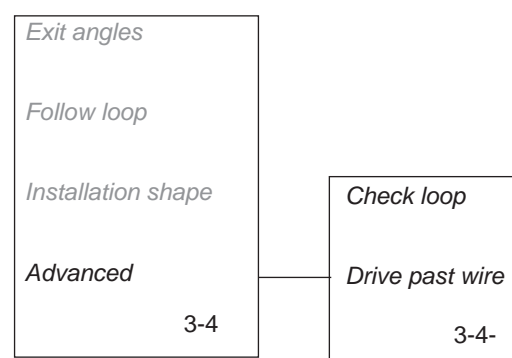 Exit angles
Follow loop
Installation shape
Advanced
3-4
Check loop
Drive past wire
3-4-